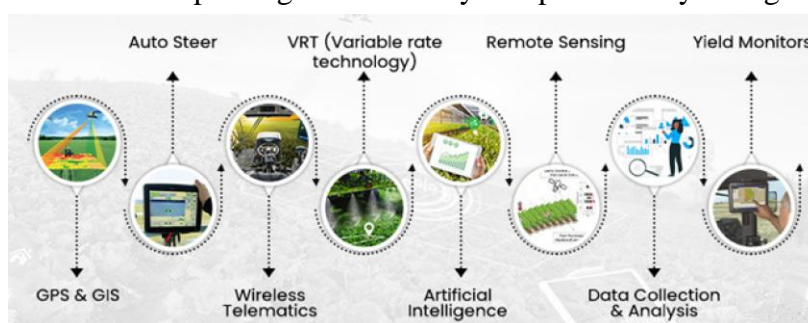 Auto Steer
VRT (Variable rate
technology)
Remote Sensing
Yield Monitors
GPS & GIS
Wireless
Telematics
Artificial
Intelligence
Data Collection
& Analysis